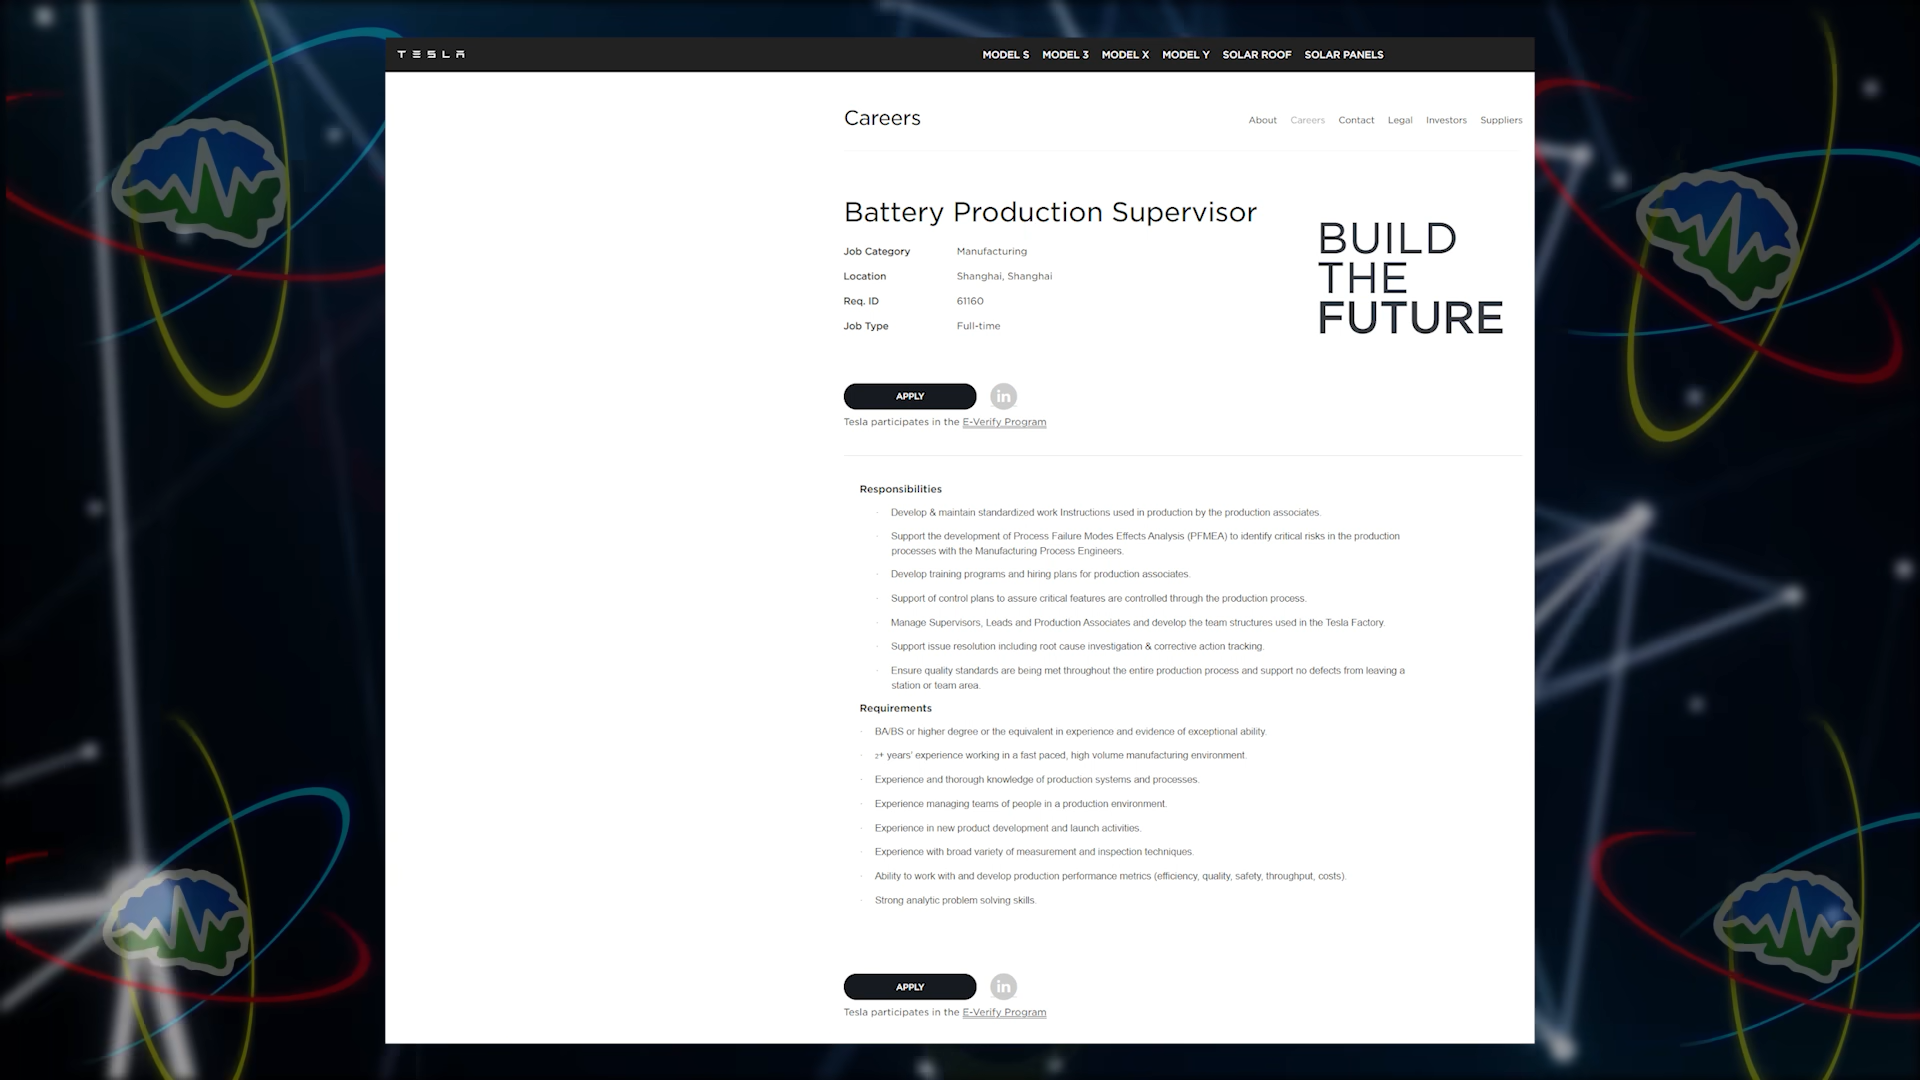 TESLA
MODEL S MODEL 3 MODEL X MODEL Y SOLAR ROOF SOLAR PANELS
Careers
About Careers Contact Legal Investors Suppliers
Battery Production Supervisor
Job Category Manufacturing
Location Shanghai, Shanghai
Req. ID 61160
Job Type Full-time
BUILD
THE
FUTURE
APPLY in
Tesla participates in the E-Verify Program
Responsibilities
· Develop & maintain standardized work Instructions used in production by the production associates.
· Support the development of Process Failure Modes Effects Analysis (PFMEA) to identify critical risks in the production
processes with the Manufacturing Process Engineers.
· Develop training programs and hiring plans for production associates.
· Support of control plans to assure critical features are controlled through the production process.
· Manage Supervisors, Leads and Production Associates and develop the team structures used in the Tesla Factory.
· Support issue resolution including root cause investigation & corrective action tracking.
· Ensure quality standards are being met throughout the entire production process and support no defects from leaving a
station or team area.
Requirements
· BA/BS or higher degree or the equivalent in experience and evidence of exceptional ability.
· 2+ years' experience working in a fast paced, high volume manufacturing environment.
· Experience and thorough knowledge of production systems and processes.
· Experience managing teams of people in a production environment.
· Experience in new product development and launch activities.
· Experience with broad variety of measurement and inspection techniques.
· Ability to work with and develop production performance metrics (efficiency, quality, safety, throughput, costs).
· Strong analytic problem solving skills.
APPLY in
Tesla participates in the E-Verify Program